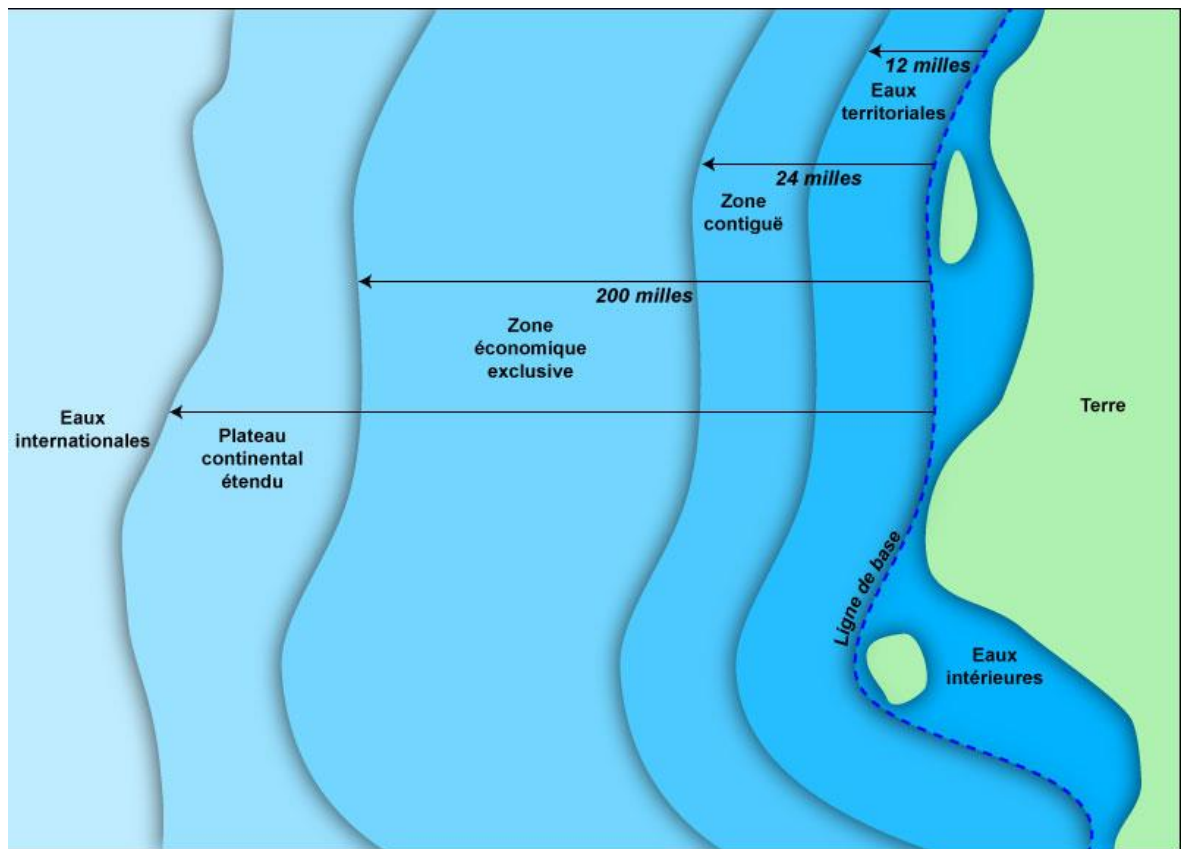 12 milles
Eaux
territoriales
24 milles
Zone
contiguë
200 milles
Zone
économique
exclusive
Eaux
internationales
Plateau
continental
étendu
Terre
Ligne de base
Eaux
intérieures